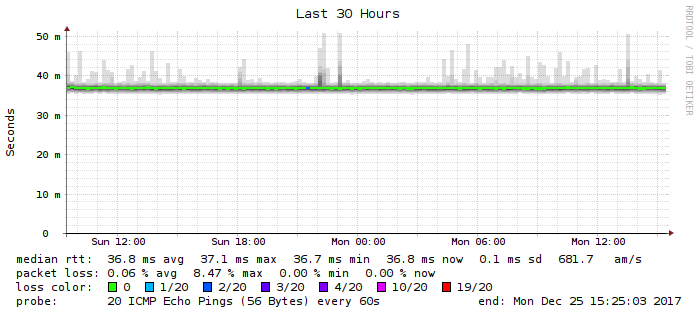 Last 30 Hours
RRDTOOL / TOBI OETIKER
Seconds
50 m
40 m
30 m
20 m
10 m
0
Sun 12:00 Sun 18:00 Mon 00:00 Mon 06:00 Mon 12:00
median rtt: 36.8 ms avg 37.1 ms max 36.7 ms min 36.8 ms now 0.1 ms sd 681.7 am/s
packet loss: 0.06 % avg 8.47 % max 0.00 % min 0.00 % now
loss color: 0 1/20 2/20 3/20 4/20 10/20 19/20
probe: 20 ICMP Echo Pings (56 Bytes) every 60s end: Mon Dec 25 15:25:03 2017